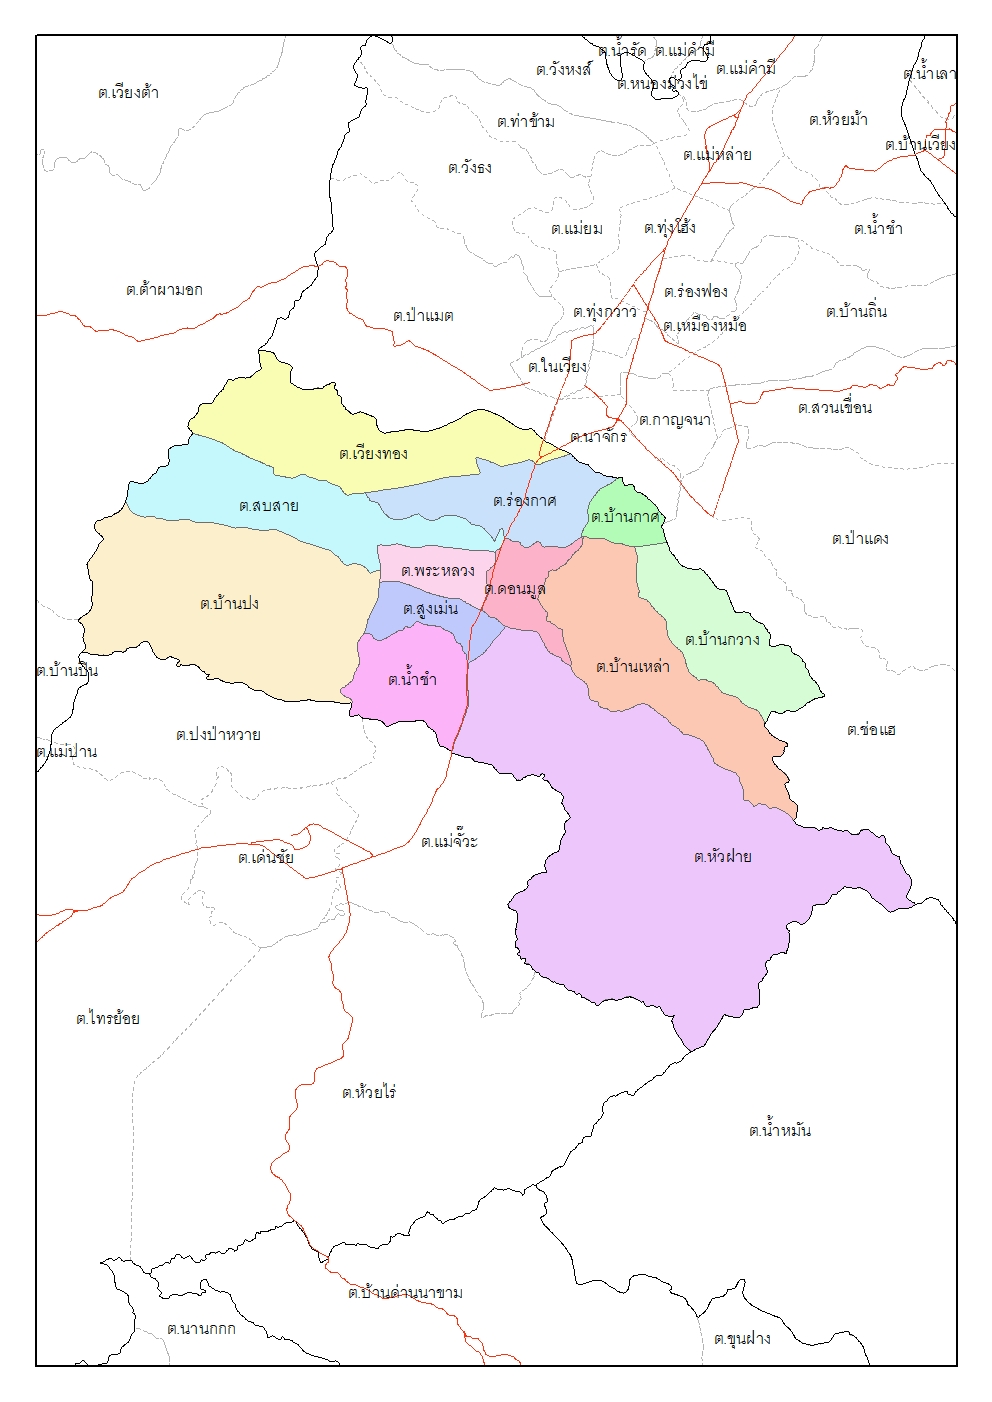 ต.น้ำรัด
ต.แม่คำมี
ต.วังหงส์
ต.แม่คำมี
ต.น้ำเลา
ต.หนองม่วงไข่
ต.เวียงต้า
ต.ท่าข้าม
ต.ห้วยม้า
ต.บ้านเวียง
ต.แม่หล่าย
ต.วังธง
ต.แม่ยม
ต.ทุ่งโฮ้ง
ต.น้ำชำ
ต.ต้าผามอก
ต.ร่องฟอง
ต.ป่าแมต
ต.ทุ่งกวาว
ต.บ้านถิ่น
ต.เหมืองหม้อ
ต.ในเวียง
ต.สวนเขื่อน
ต.กาญจนา
ต.นาจักร
ต.เวียงทอง
ต.ร่องกาศ
ต.สบสาย
ต.บ้านกาศ
ต.ป่าแดง
ต.พระหลวง
ต.ดอนมูล
ต.บ้านปง
ต.สูงเม่น
ต.บ้านกวาง
ต.บ้านเหล่า
ต.บ้านปิน
ต.น้ำชำ
ต.ปงป่าหวาย
ต.ช่อแฮ
ต.แม่ปาน
ต.แม่จั๊วะ
ต.เด่นชัย
ต.หัวฝาย
ต.ไทรย้อย
ต.ห้วยไร่
ต.น้ำหมัน
ต.บ้านด่านนาขาม
ต.นานกกก
ต.ขุนฝาง